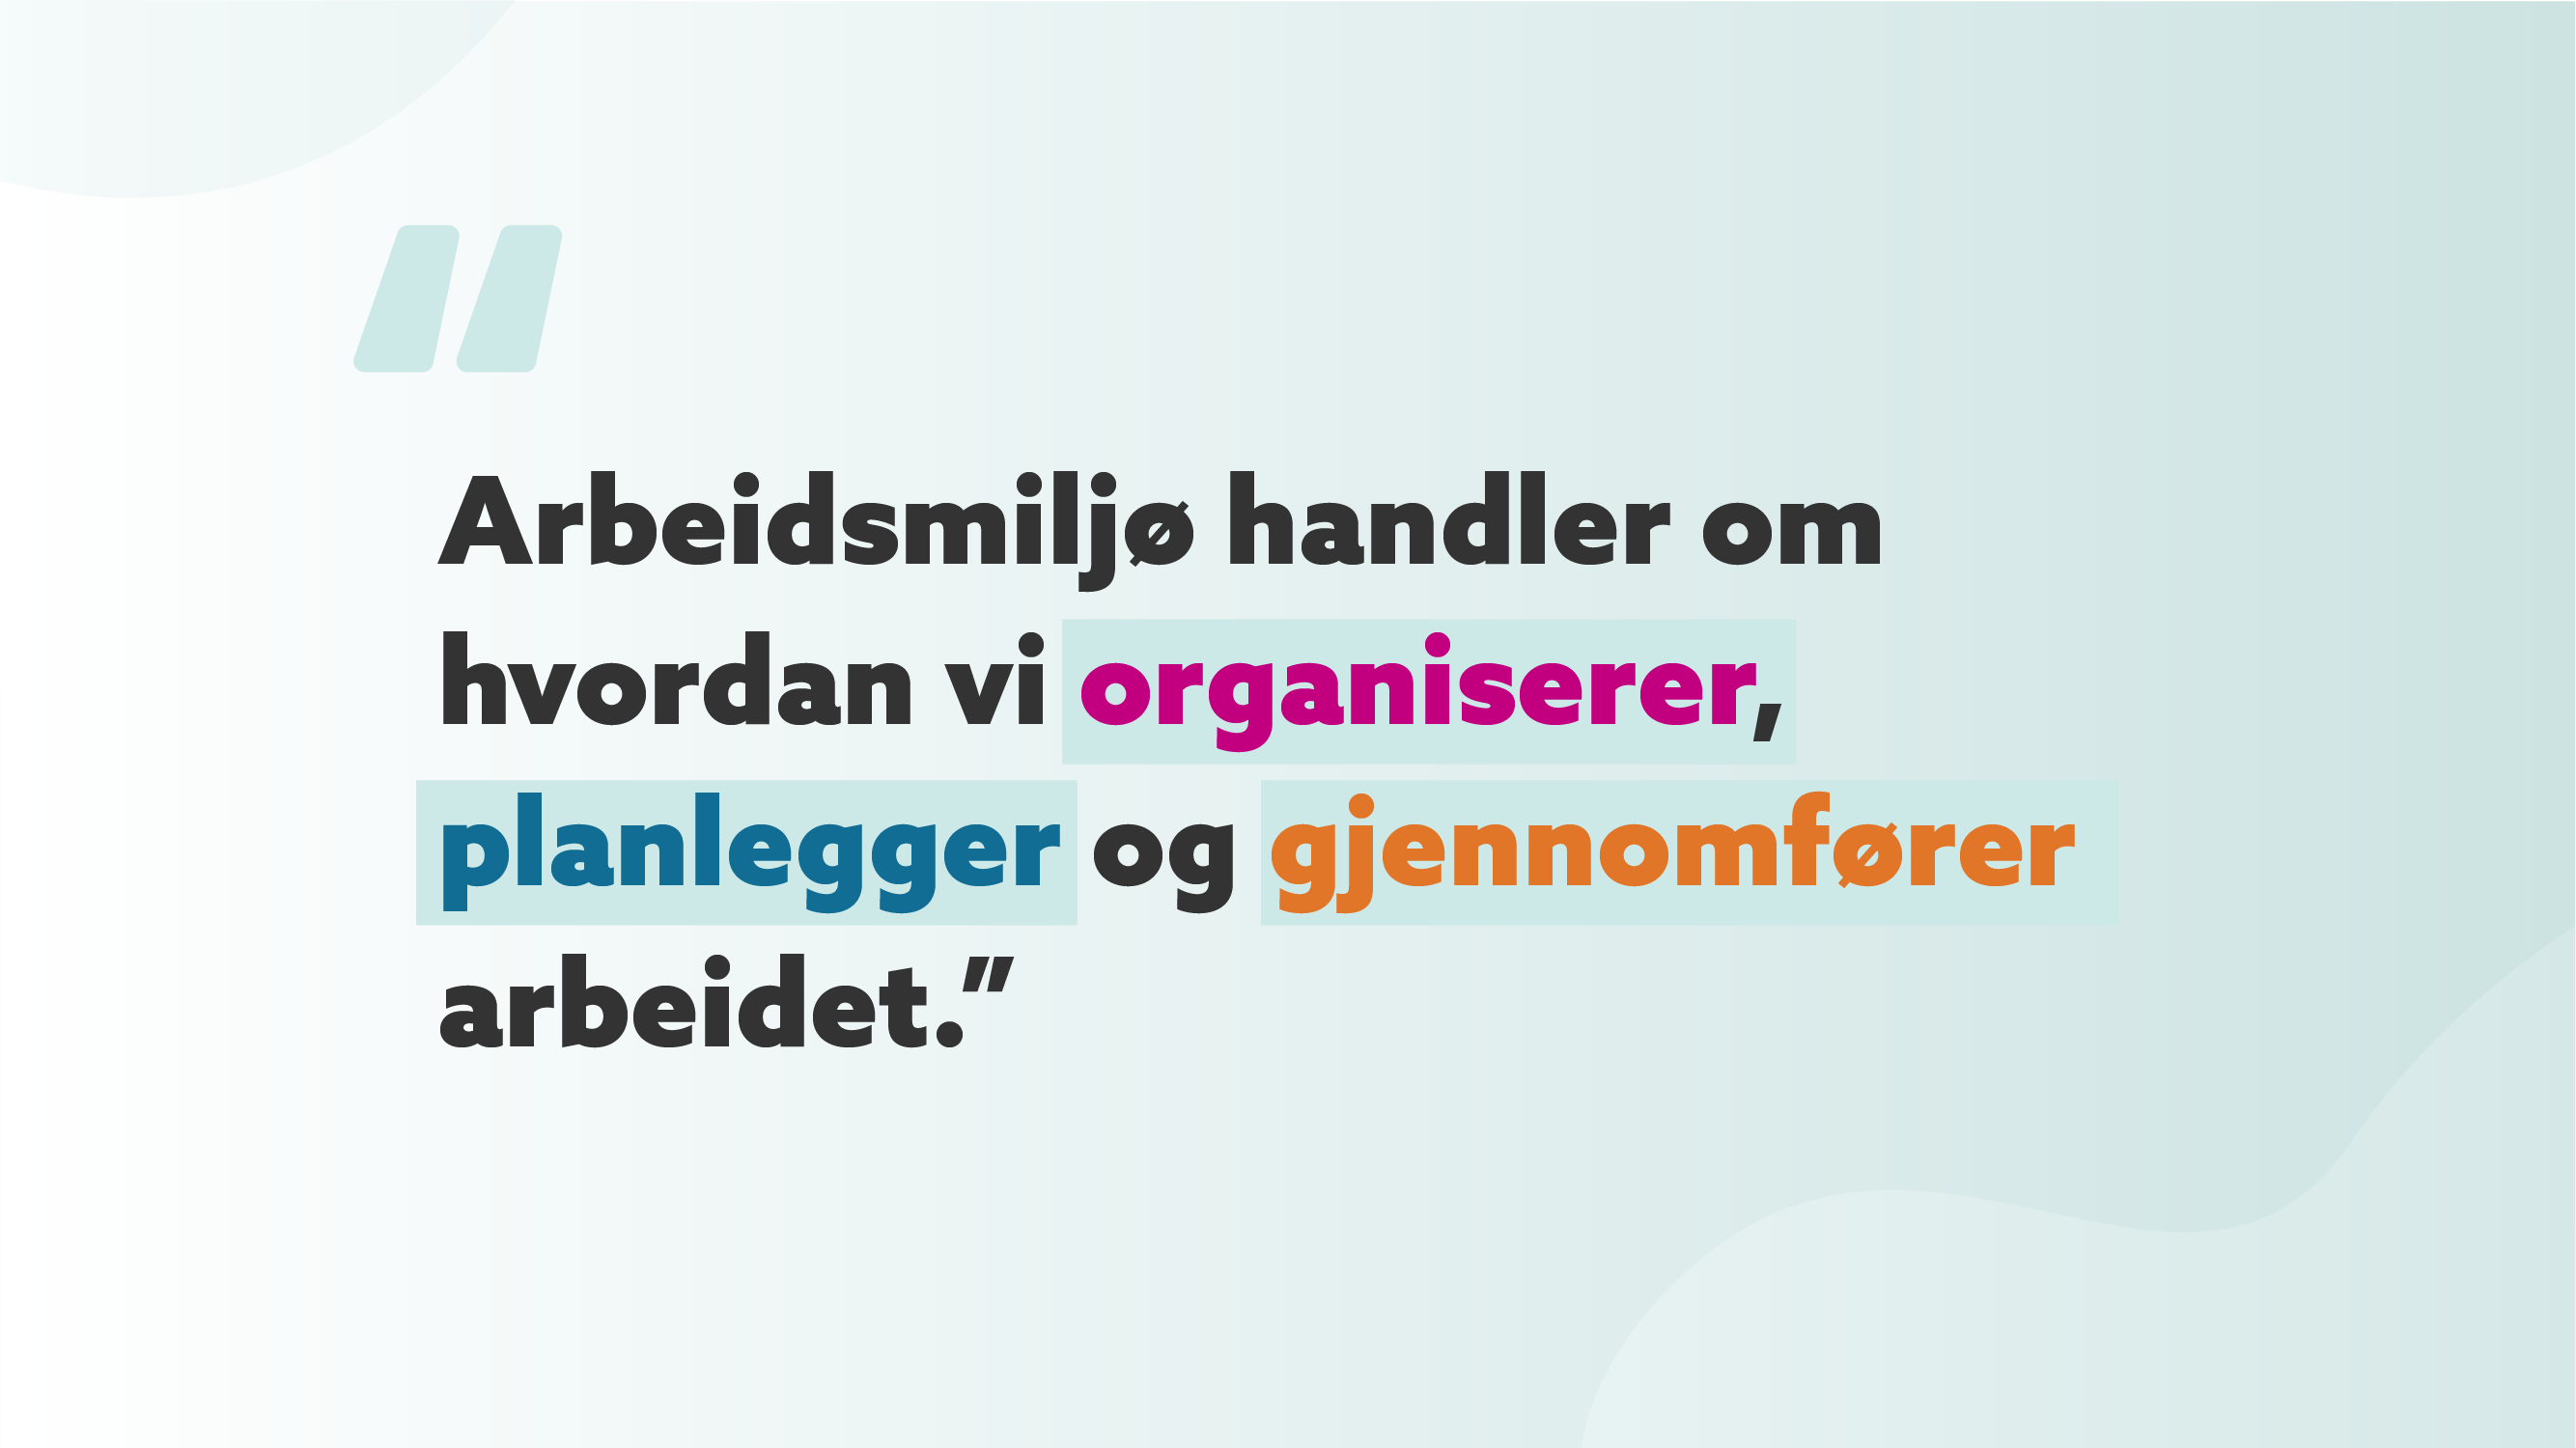 Arbeidsmiljø handler om
hvordan vi organiserer,
planlegger og gjennomfører
arbeidet.”